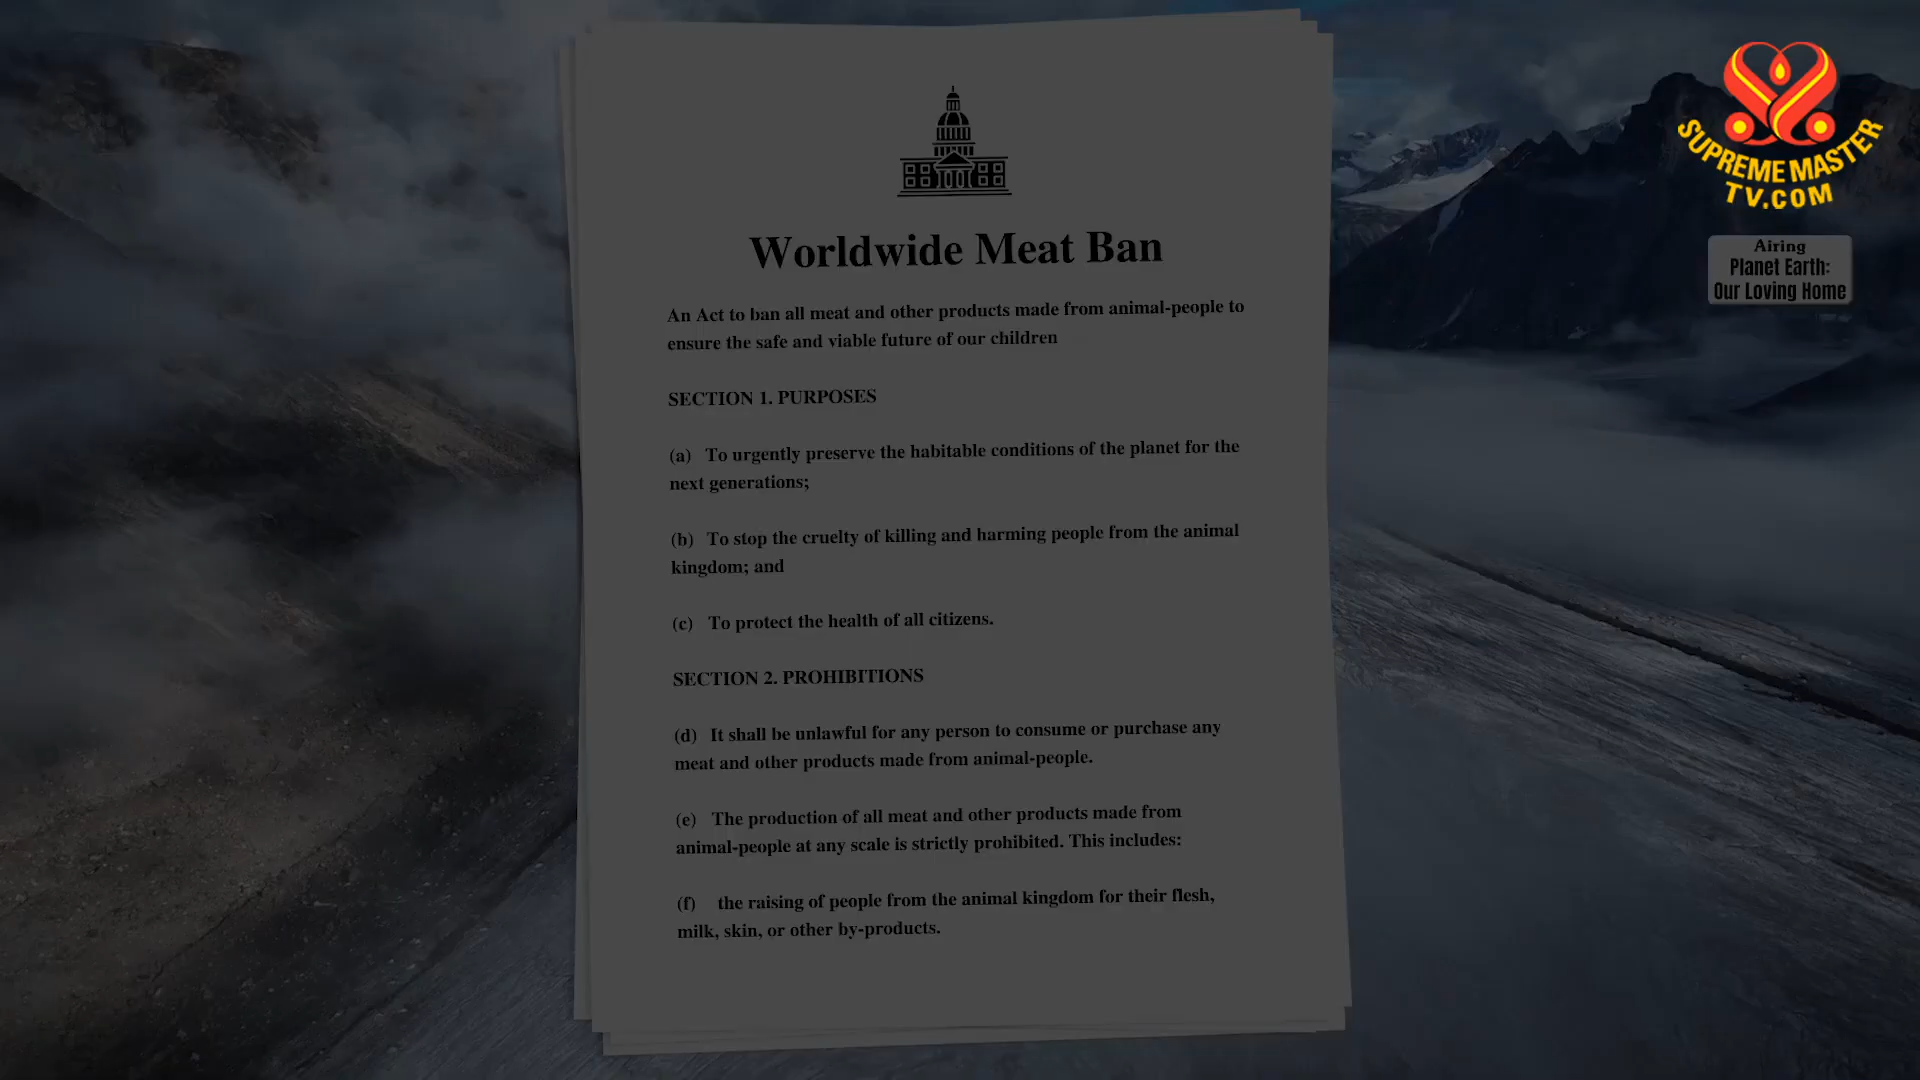 Worldwide Meat Ban
An Act to ban all meat and other products made from animal-people to
ensure the safe and viable future of our children
SECTION 1. PURPOSES
(a) To urgently preserve the habitable conditions of the planet for the
next generations;
(b) To stop the cruelty of killing and harming people from the animal
kingdom; and
(c) To protect the health of all citizens.
SECTION 2. PROHIBITIONS
(d) It shall be unlawful for any person to consume or purchase any
meat and other products made from animal-people.
(e) The production of all meat and other products made from
animal-people at any scale is strictly prohibited. This includes:
(f) the raising of people from the animal kingdom for their flesh,
milk, skin, or other by-products.
SUPREME MASTER
TV.COM
Airing
Planet Earth:
Our Loving Home